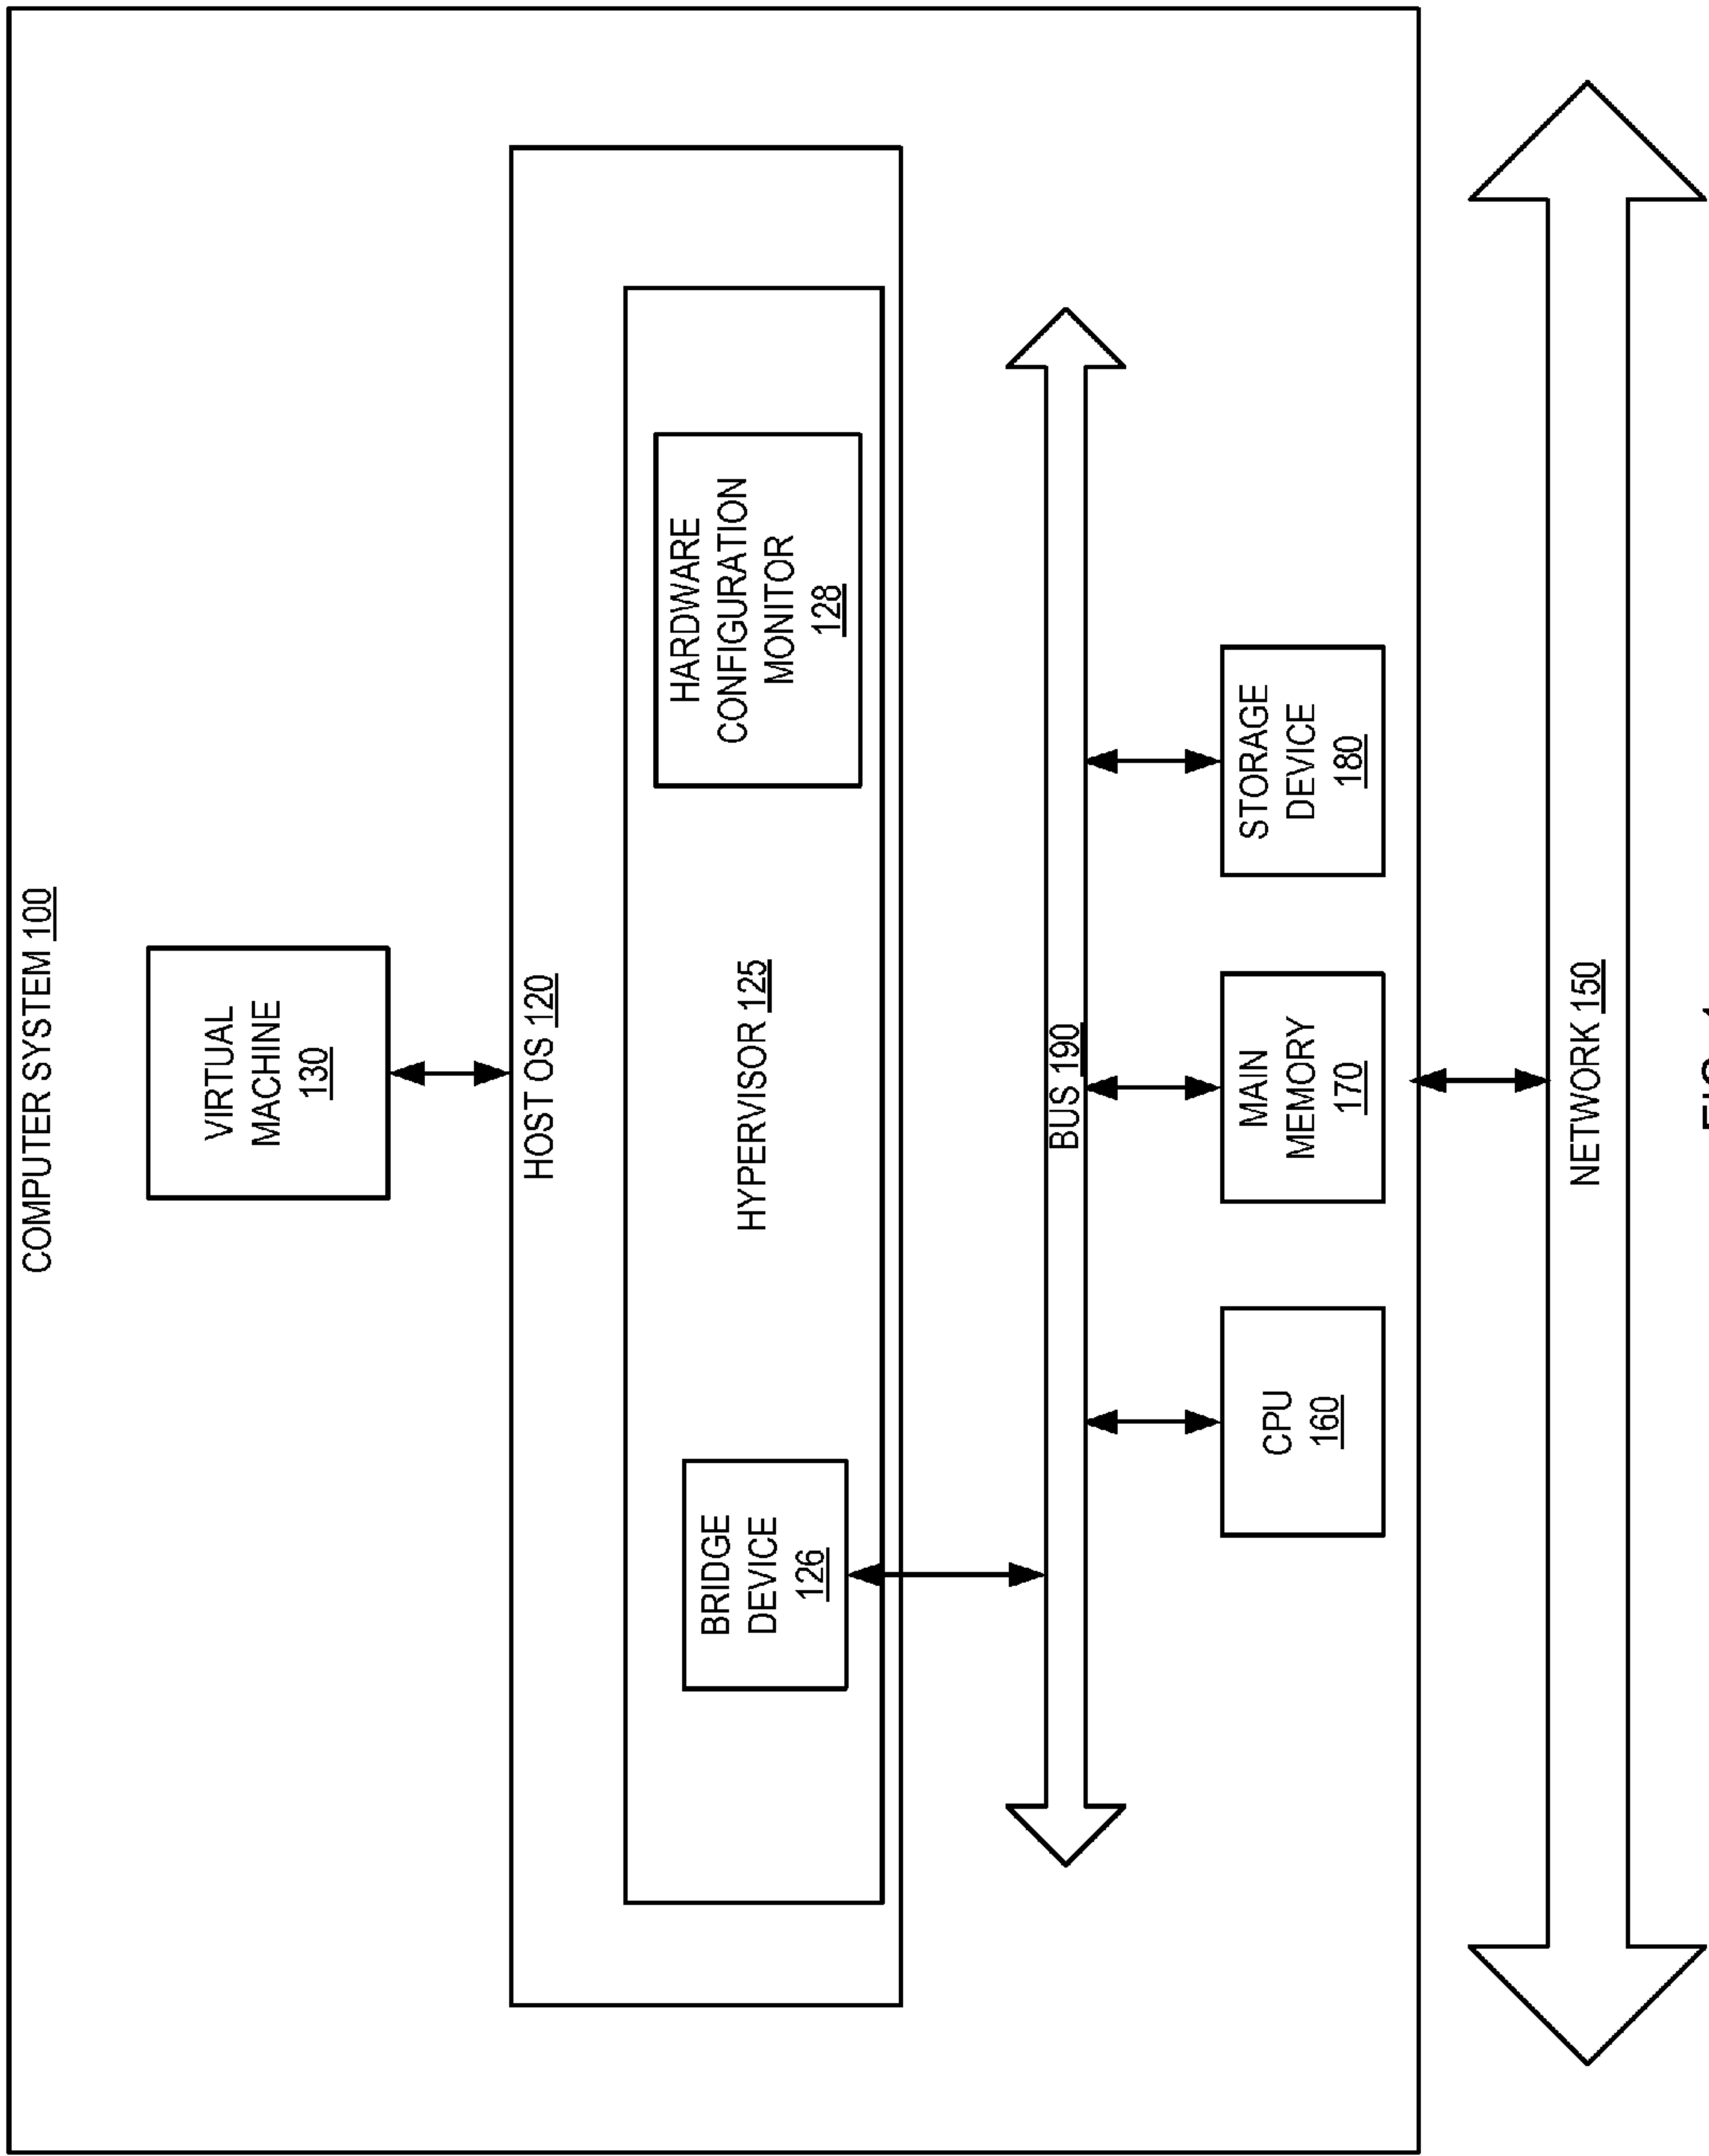 COMPUTER SYSTEM 100
VIRTUAL
MACHINE
130
HOST OS 120
HYPERVISOR 125
BRIDGE
DEVICE
126
HARDWARE
CONFIGURATION
MONITOR
128
BUS 190
CPU
160
MAIN
MEMORY
170
STORAGE
DEVICE
180
NETWORK 150